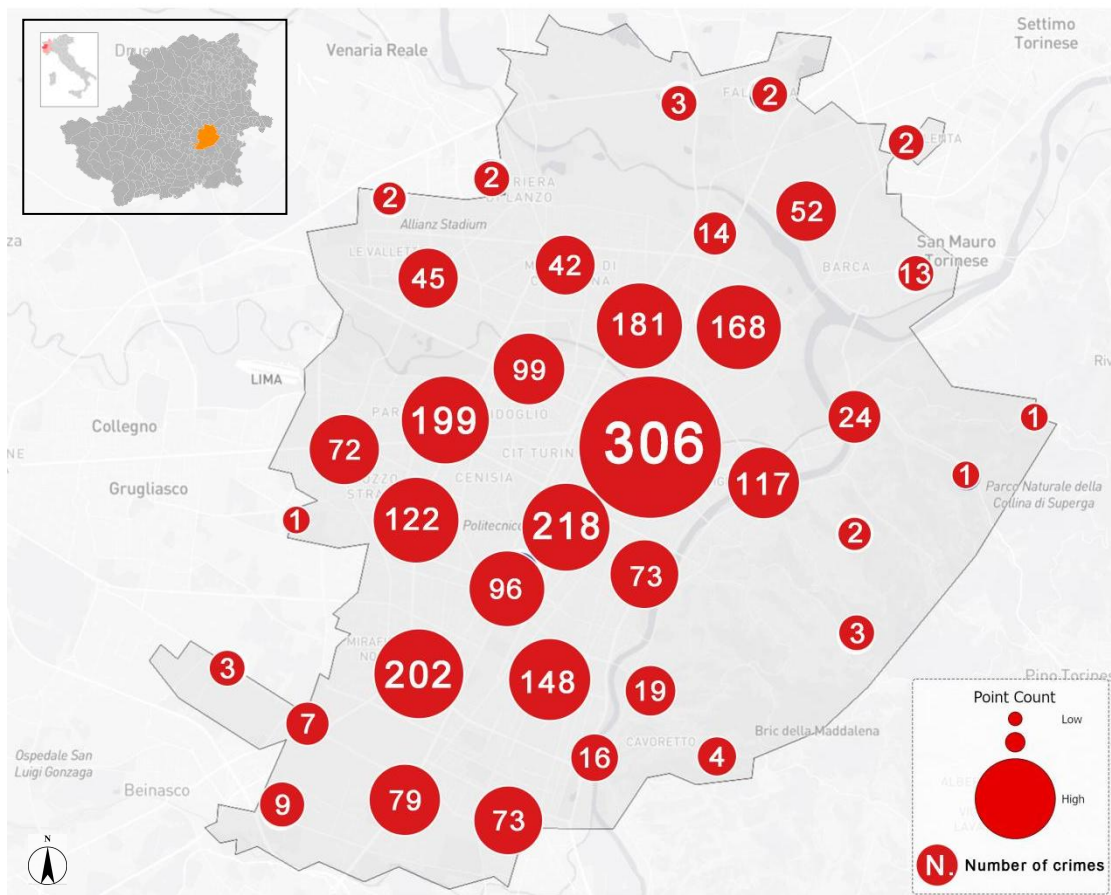 Venaria Reale
Settimo
Torinese
3
2
2
2
2
Allianz Stadium
52
14
San Mauro
Torinese
LE VALLETT
42
45
BARCA
13
181
168
LIMA
99
199
24
1
Collegno
306
72
CIT TURIN
1
CENISIA
117
Parco Naturale della
Collina di Superga
Grugliasco
1
122
Politecnico
218
2
73
96
3
MIRAFI
3
202
148
19
Pino Torinese
7
Bric della Maddalena
CAVORETTO
4
16
Ospedale San
Luigi Gonzaga
Beinasco
9
79
73
N
Point Count
Low
High
N. Number of crimes